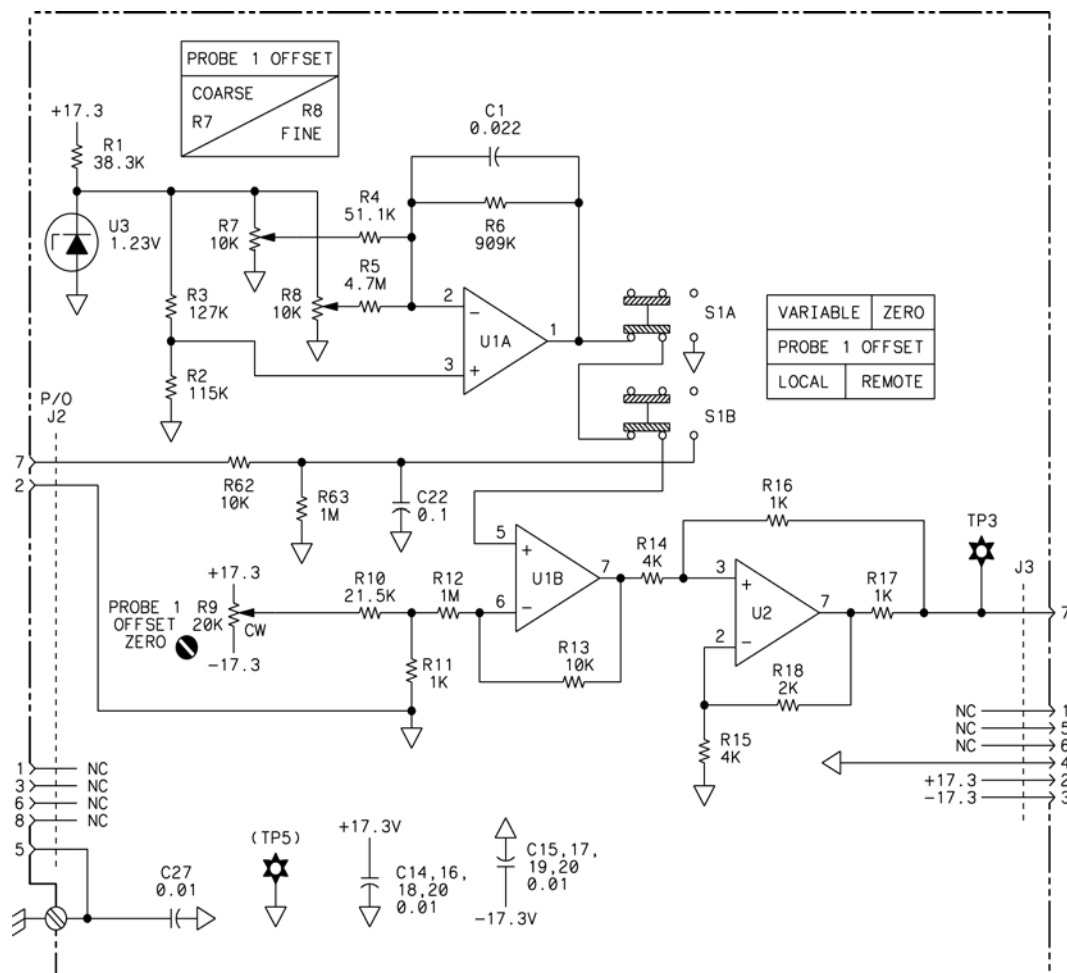 PROBE 1 OFFSET
COARSE
R7
R8
FINE
+17.3
R1
38.3K
C1
0.022
U3
1.23V
R7
10K
R4
51.1K
R6
909K
R5
4.7M
R8
10K
R3
127K
2
-
U1A
1
3
+
S1A
VARIABLE ZERO
PROBE 1 OFFSET
LOCAL REMOTE
R2
115K
P/O
J2
S1B
7
2
R62
10K
R63
1M
C22
0.1
R16
1K
TP3
5
+
7
R14
4K
3
+
J3
U1B
6
-
+17.3
R10
21.5K
R12
1M
R17
1K
7
U2
7
PROBE 1
OFFSET
ZERO
R9
20K
CW
-17.3
2
-
R11
1K
R13
10K
R18
2K
R15
4K
NC 1
NC 5
NC 6
4
+17.3 2
-17.3 3
1 NC
3 NC
6 NC
8 NC
5
C27
0.01
(TP5)
+17.3V
C14,16,
18,20
0.01
C15,17,
19,20
0.01
-17.3V